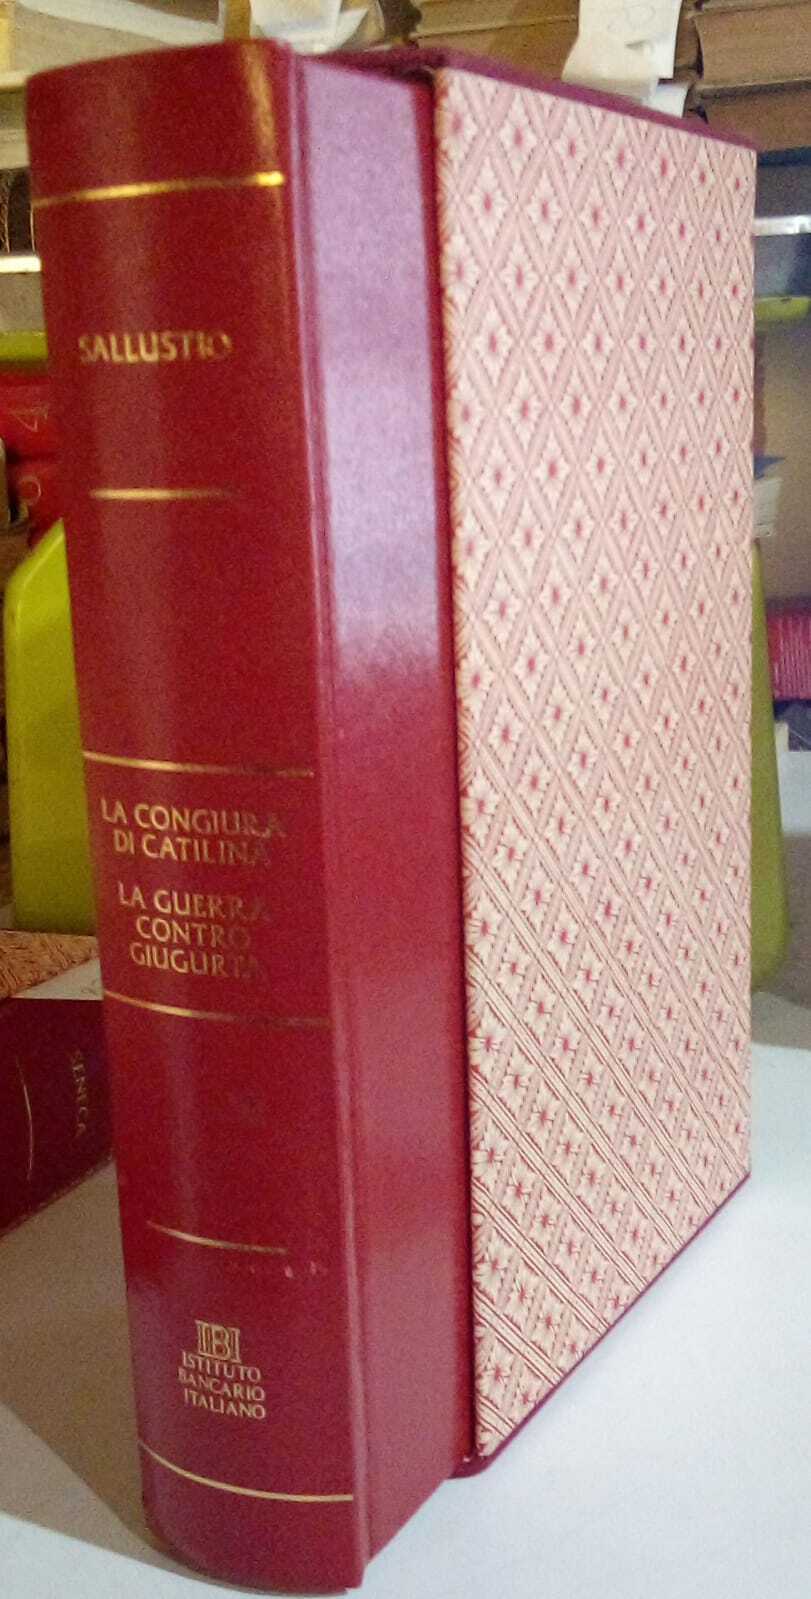 SALLUSTIO
LA CONGIURA
DI CATILINA
LA GUERRA
CONTRO
GIUGURTA
IBI
ISTITUTO
BANCARIO
ITALIANO
SENECA